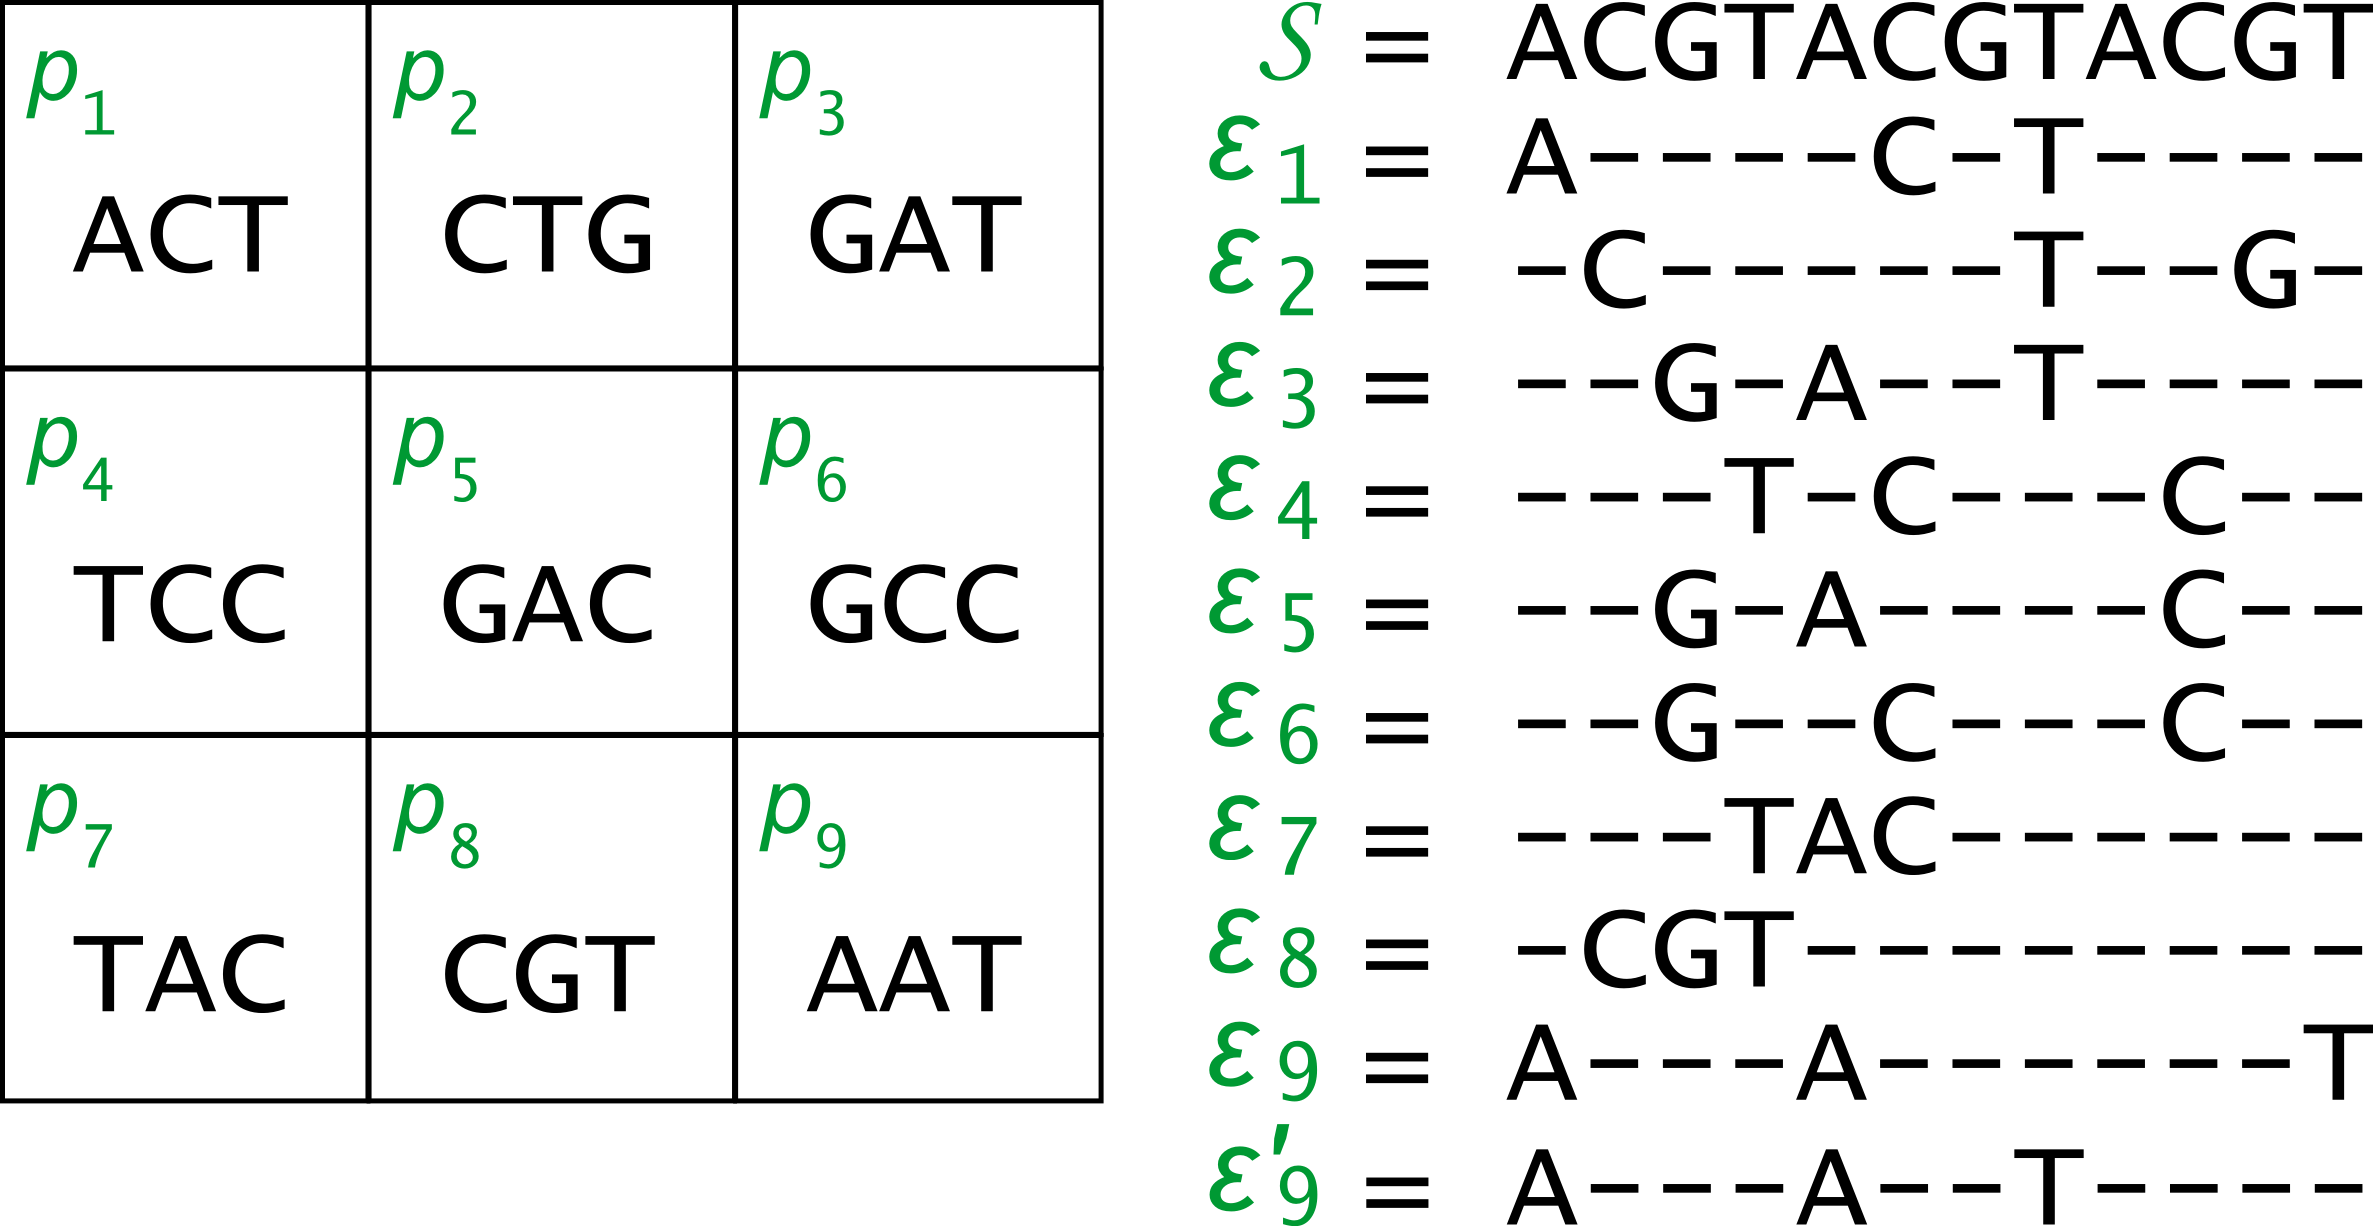 p1 p2 p3
ACT CTG GAT
p4 p5 p6
TCC GAC GCC
p7 p8 p9
TAC CGT AAT
S = ACGTACGTACGT
ε1 = A----C-T----
ε2 = -C-----T--G-
ε3 = --G-A--T----
ε4 = ---T-C---C--
ε5 = --G-A----C--
ε6 = --G--C---C--
ε7 = ---TAC------
ε8 = -CGT--------
ε9 = A---A------T
ε'9 = A---A--T----